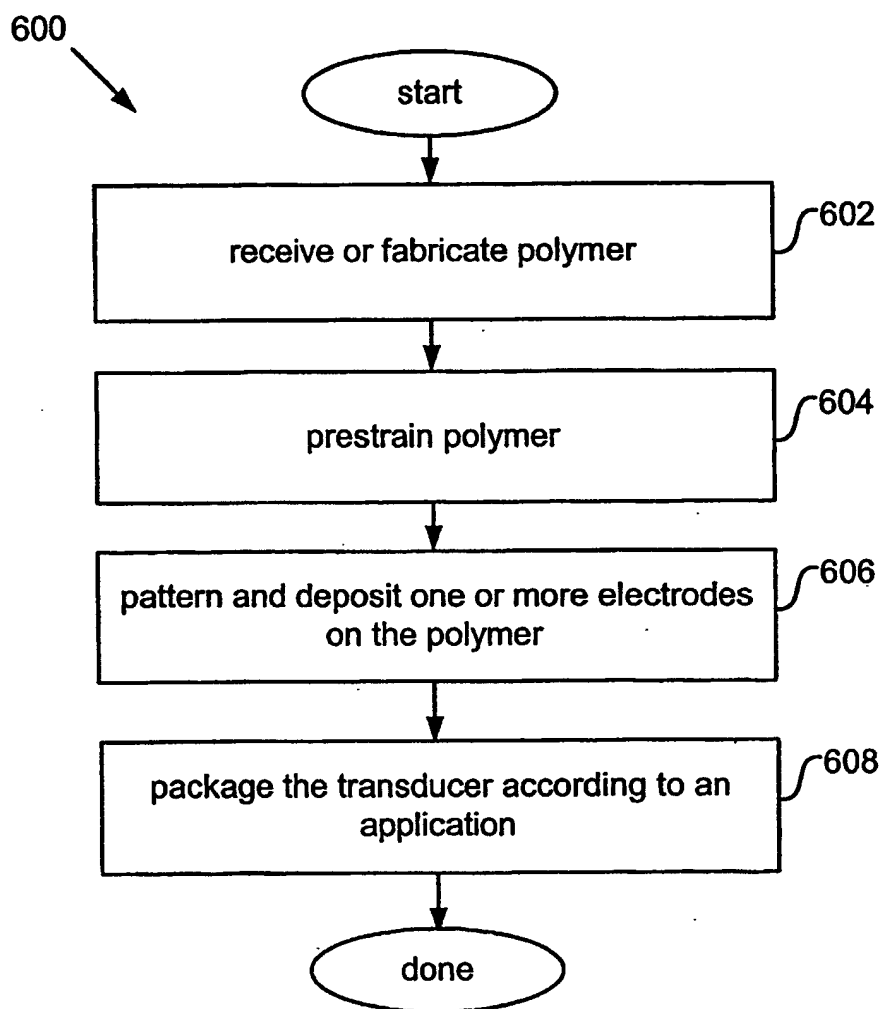 600
start
receive or fabricate polymer
602
prestrain polymer
604
pattern and deposit one or more electrodes
on the polymer
606
package the transducer according to an
application
608
done